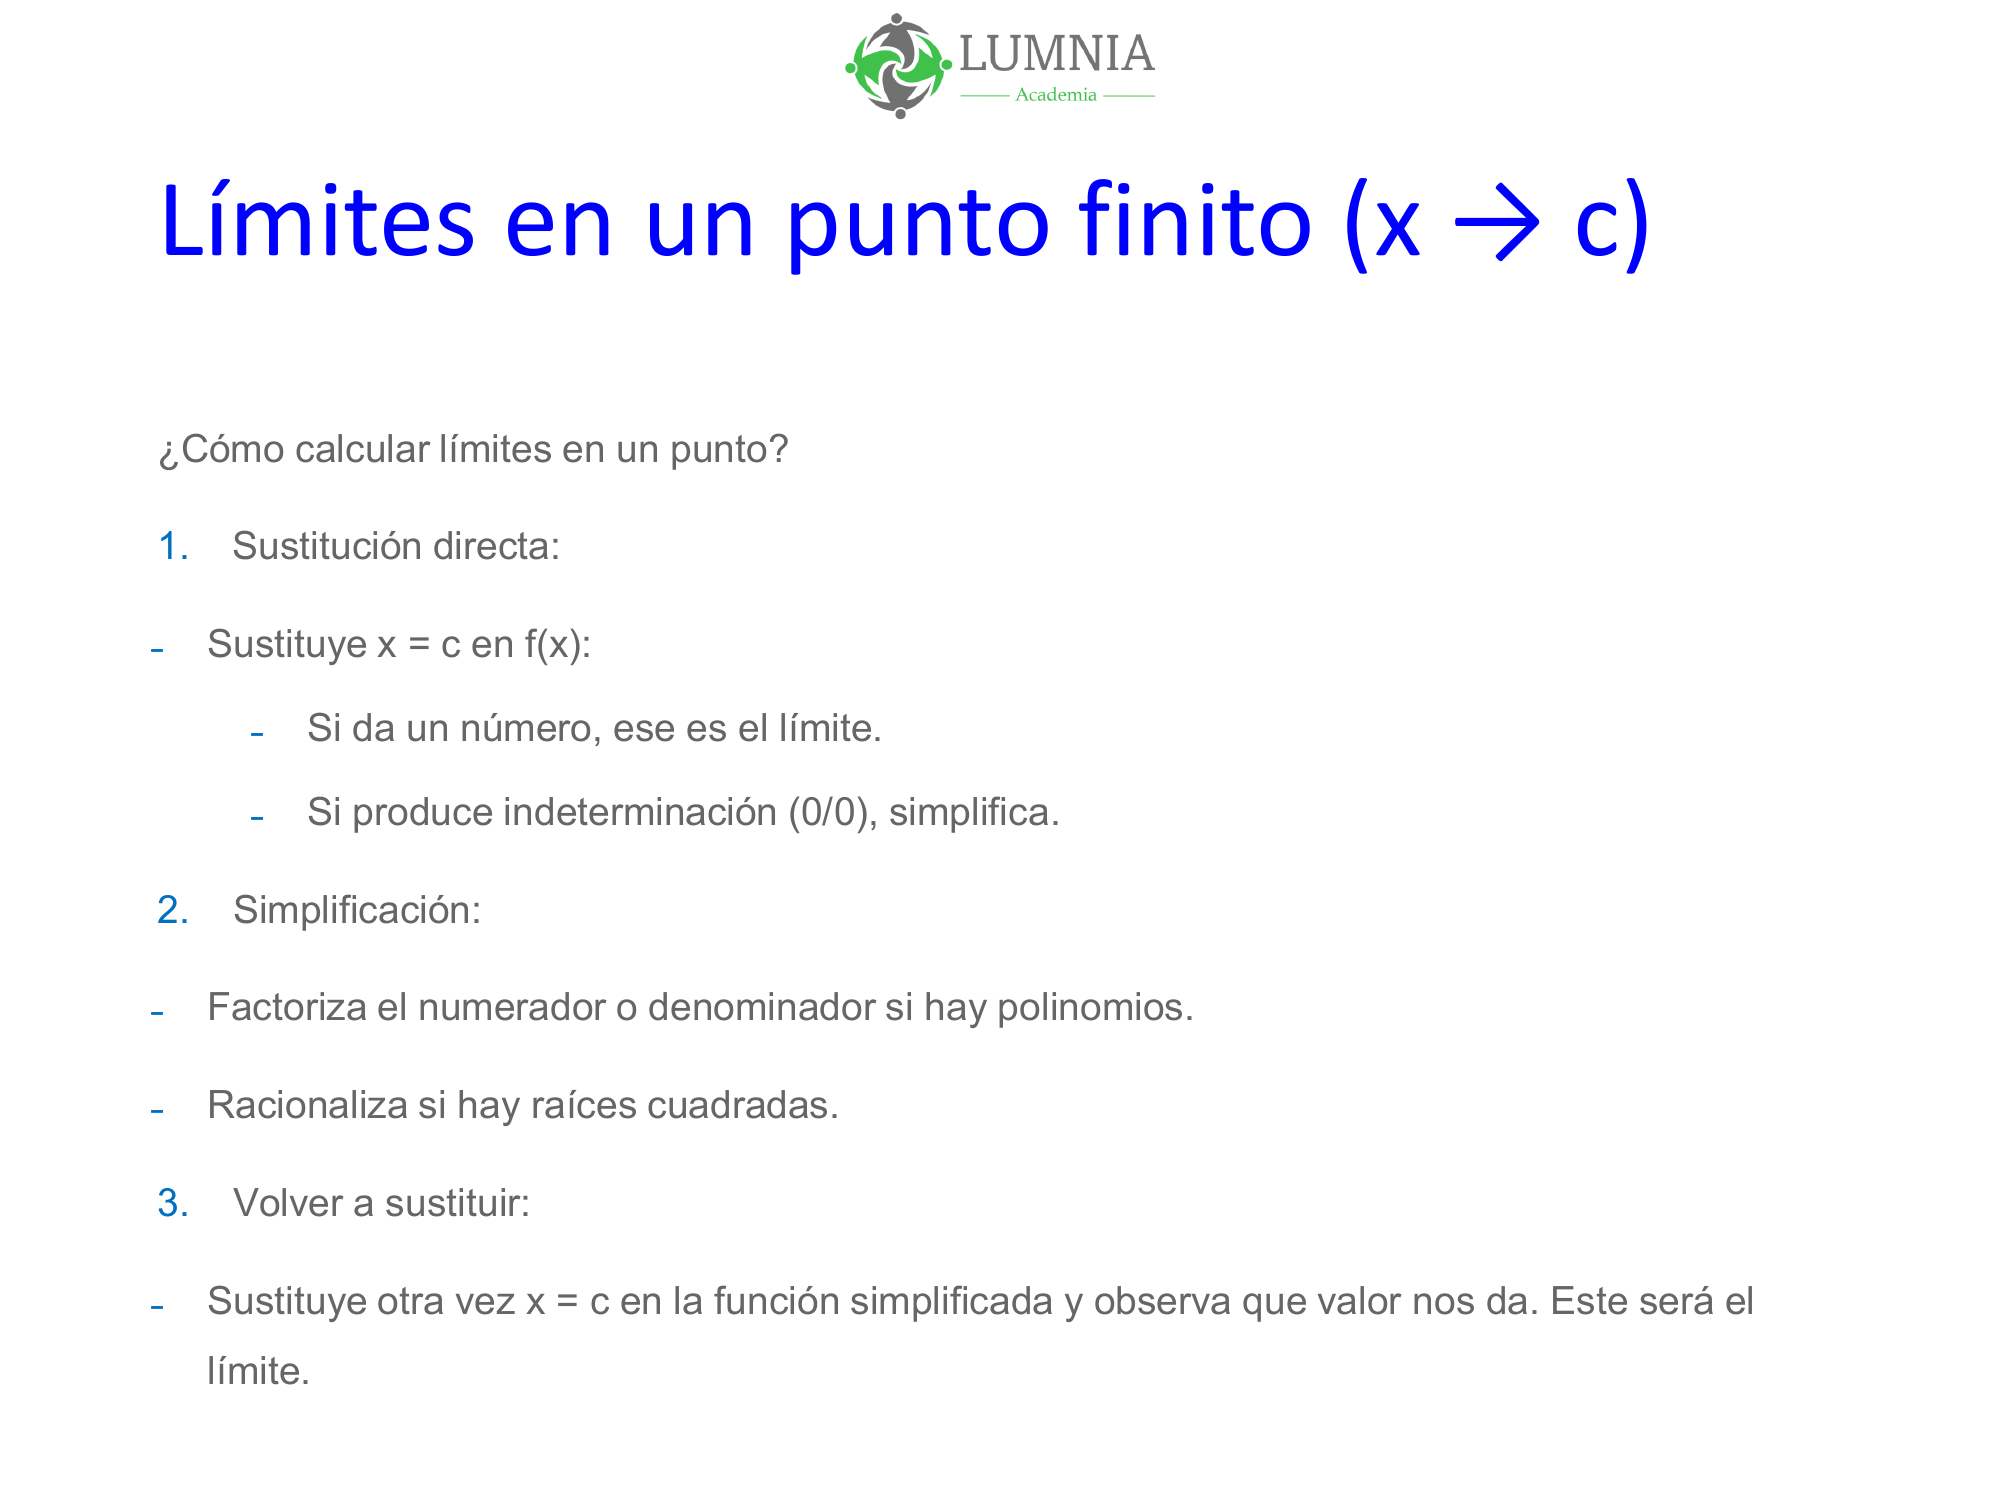 LUMNIA
Academia
Límites en un punto finito (x → c)
¿Cómo calcular límites en un punto?
1. Sustitución directa:
- Sustituye x = c en f(x):
- Si da un número, ese es el límite.
- Si produce indeterminación (0/0), simplifica.
2. Simplificación:
- Factoriza el numerador o denominador si hay polinomios.
- Racionaliza si hay raíces cuadradas.
3. Volver a sustituir:
- Sustituye otra vez x = c en la función simplificada y observa que valor nos da. Este será el
límite.